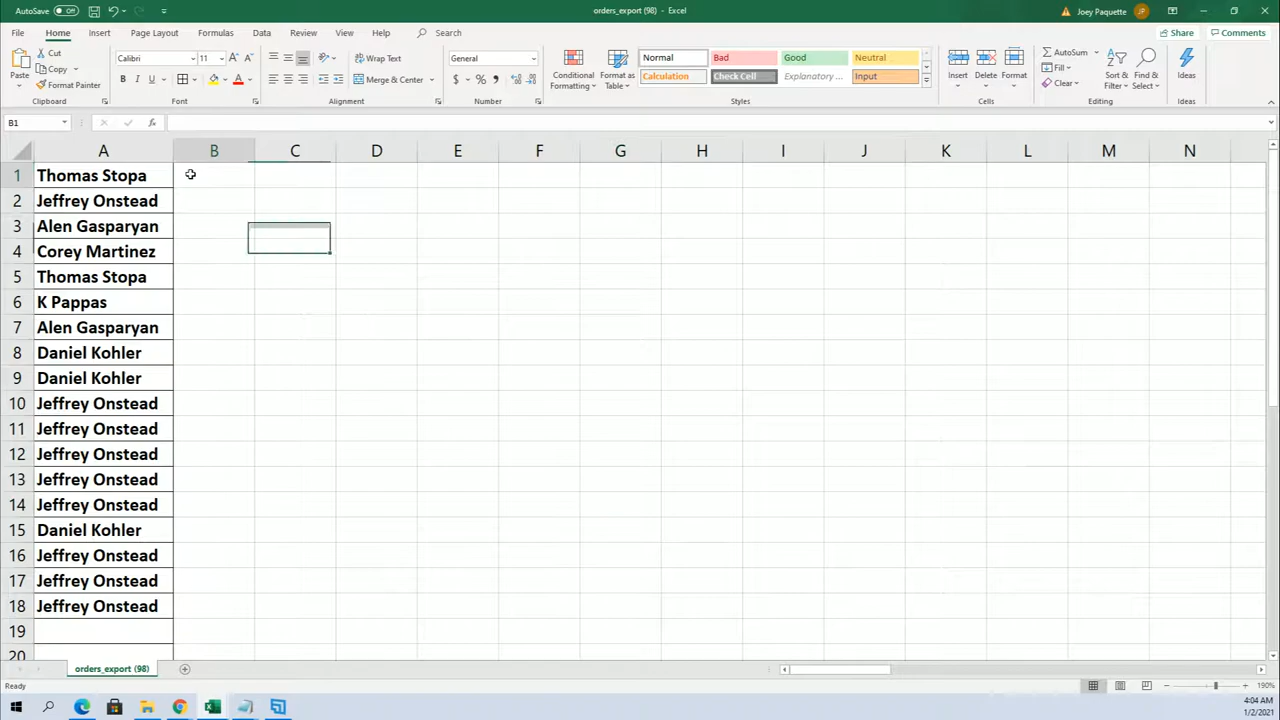 AutoSave Off orders_export (98) - Excel Joey Paquette JP
File Home Insert Page Layout Formulas Data Review View Help Search Share Comments
Cut Calibri 11 Wrap Text General Normal Bad Good Neutral AutoSum
Paste Copy Format Painter B I U Merge & Center $ % Conditional Formatting Format as Table Calculation Check Cell Explanatory ... Input Insert Delete Format Fill Clear Sort & Filter Find & Select Ideas
Clipboard Font Alignment Number Styles Cells Editing Ideas
B1 fx
A B C D E F G H I J K L M N
1 Thomas Stopa
2 Jeffrey Onstead
3 Alen Gasparyan
4 Corey Martinez
5 Thomas Stopa
6 K Pappas
7 Alen Gasparyan
8 Daniel Kohler
9 Daniel Kohler
10 Jeffrey Onstead
11 Jeffrey Onstead
12 Jeffrey Onstead
13 Jeffrey Onstead
14 Jeffrey Onstead
15 Daniel Kohler
16 Jeffrey Onstead
17 Jeffrey Onstead
18 Jeffrey Onstead
19
20
orders_export (98)
Ready 190%
4:04 AM
1/2/2021